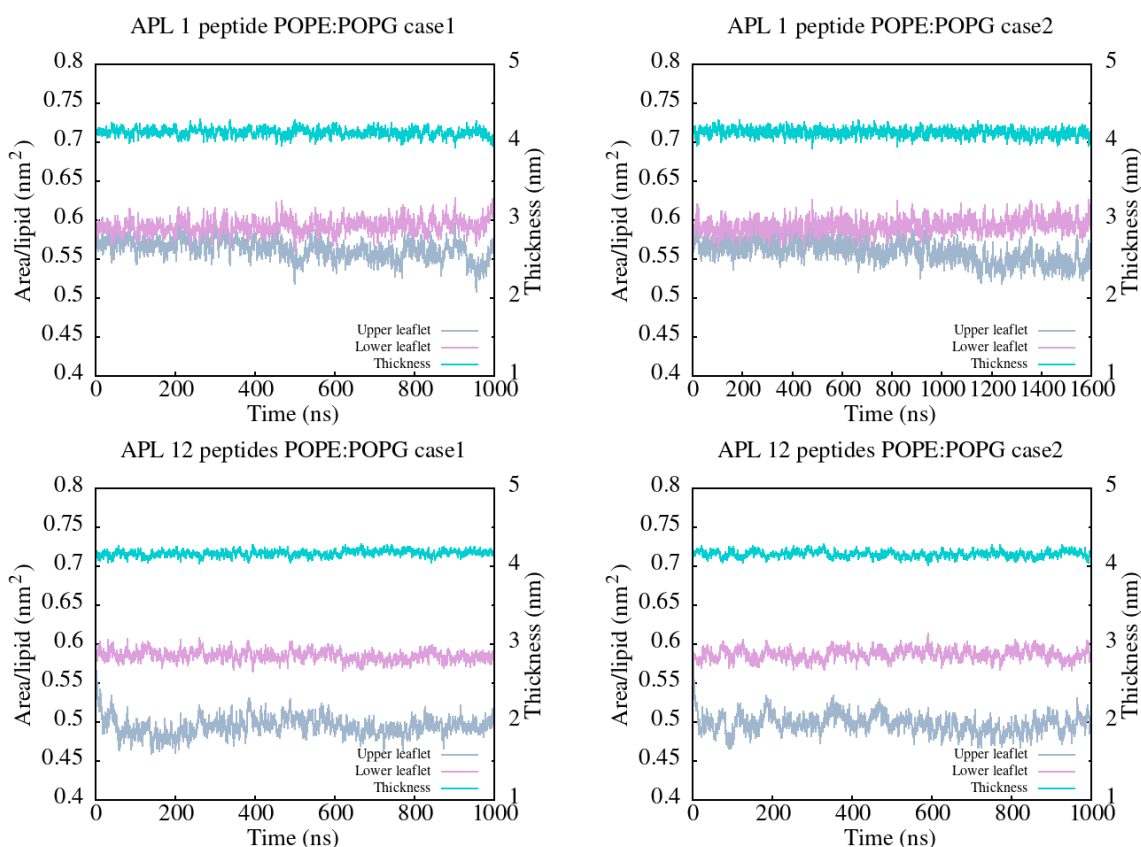 APL 1 peptide POPE:POPG case1
0.8
0.75
0.7
0.65
0.6
0.55
0.5
0.45
0.4
Area/lipid (nm²)
5
4
3
2
1
Thickness (nm)
Upper leaflet
Lower leaflet
Thickness
0 200 400 600 800 1000
Time (ns)
APL 1 peptide POPE:POPG case2
0.8
0.75
0.7
0.65
0.6
0.55
0.5
0.45
0.4
Area/lipid (nm²)
5
4
3
2
1
Thickness (nm)
Upper leaflet
Lower leaflet
Thickness
0 200 400 600 800 1000 1200 1400 1600
Time (ns)
APL 12 peptides POPE:POPG case1
0.8
0.75
0.7
0.65
0.6
0.55
0.5
0.45
0.4
Area/lipid (nm²)
5
4
3
2
1
Thickness (nm)
Upper leaflet
Lower leaflet
Thickness
0 200 400 600 800 1000
Time (ns)
APL 12 peptides POPE:POPG case2
0.8
0.75
0.7
0.65
0.6
0.55
0.5
0.45
0.4
Area/lipid (nm²)
5
4
3
2
1
Thickness (nm)
Upper leaflet
Lower leaflet
Thickness
0 200 400 600 800 1000
Time (ns)